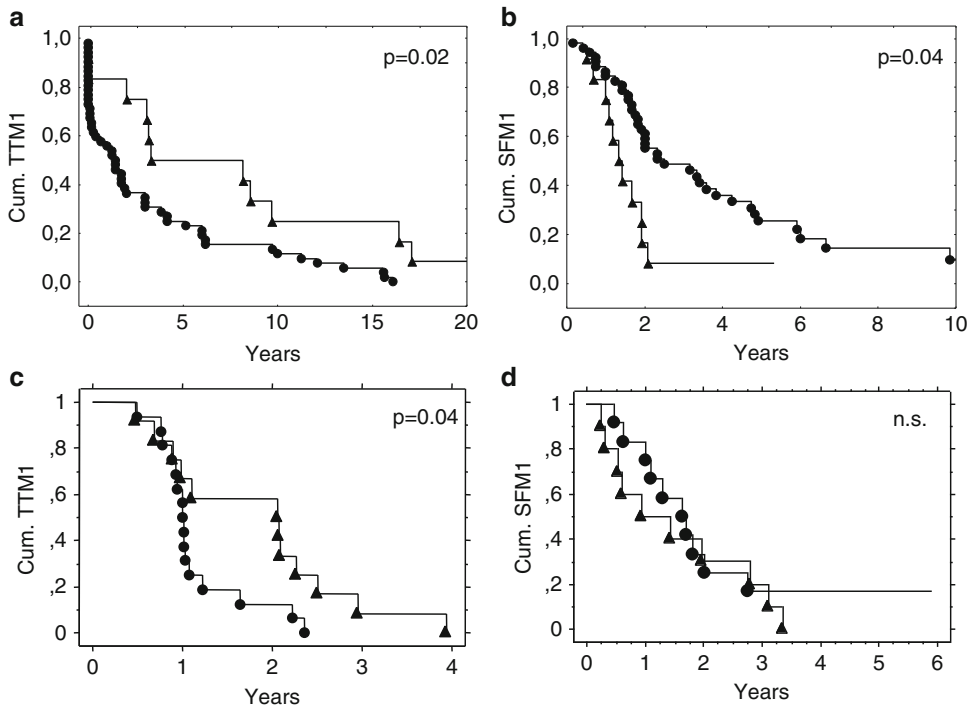 a
Cum. TTM1
1,0
0,8
0,6
0,4
0,2
0,0
p=0.02
0 5 10 15 20
Years
b
Cum. SFM1
1,0
0,8
0,6
0,4
0,2
0,0
p=0.04
0 2 4 6 8 10
Years
c
Cum. TTM1
1
,8
,6
,4
,2
0
p=0.04
0 1 2 3 4
Years
d
Cum. SFM1
1
,8
,6
,4
,2
0
n.s.
0 1 2 3 4 5 6
Years